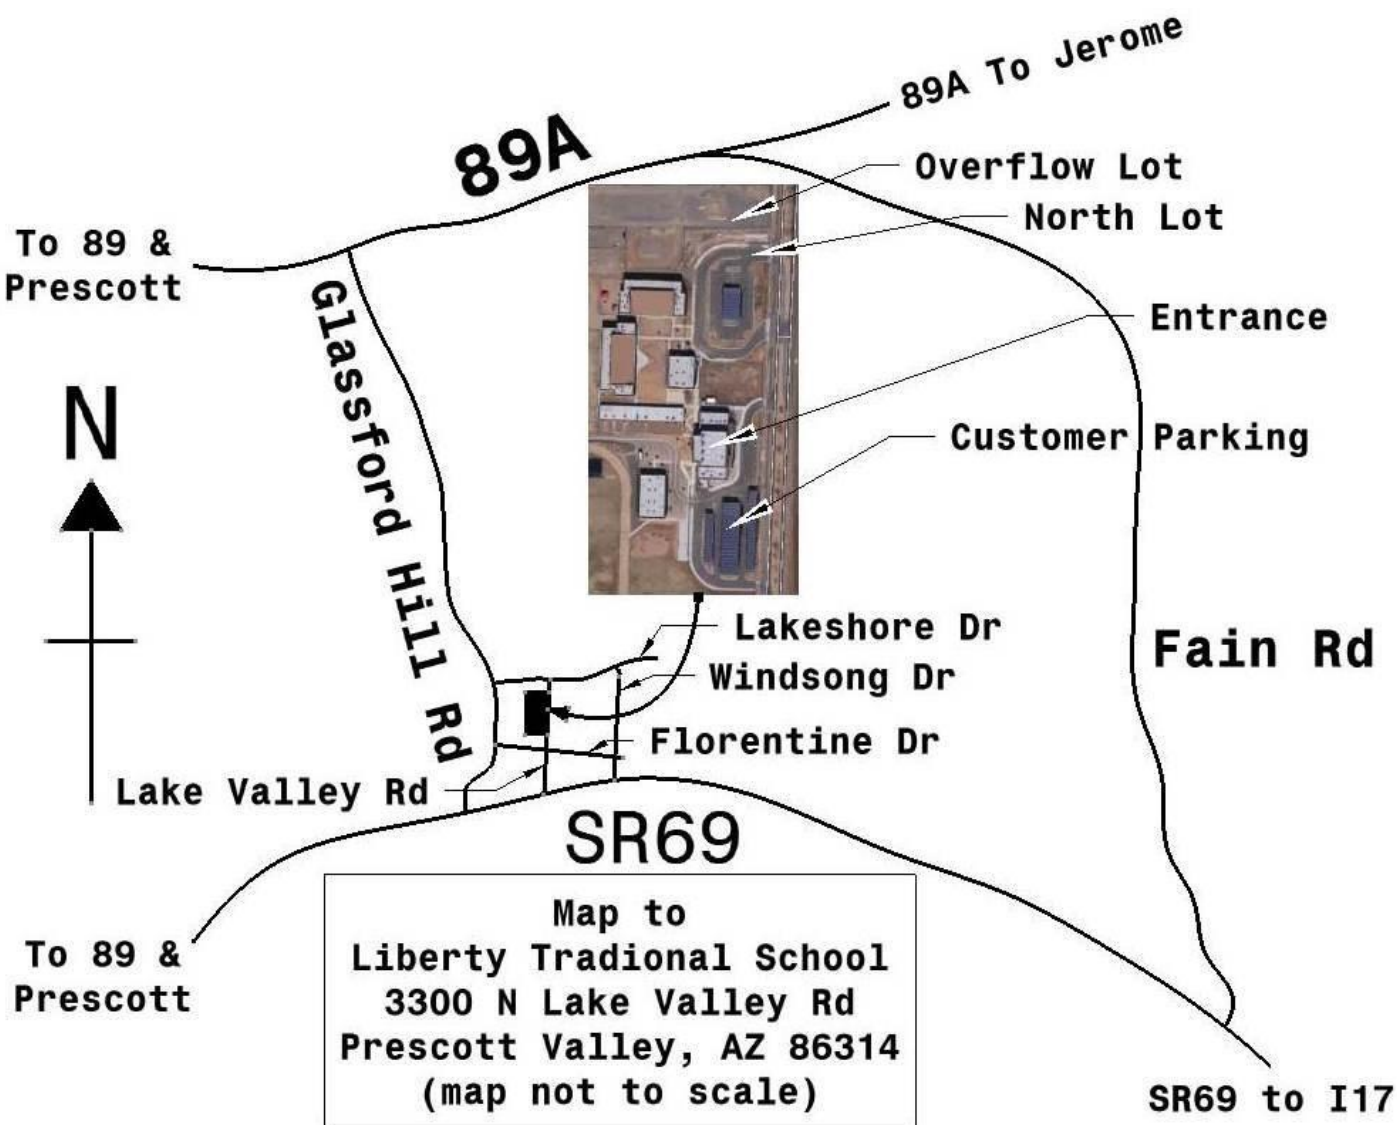 89A To Jerome
89A
Overflow Lot
North Lot
To 89 &
Prescott
Glassford Hill Rd
Entrance
N
Customer Parking
Lakeshore Dr
Fain Rd
Windsong Dr
Florentine Dr
Lake Valley Rd
SR69
Map to
Liberty Tradional School
3300 N Lake Valley Rd
Prescott Valley, AZ 86314
(map not to scale)
To 89 &
Prescott
SR69 to I17